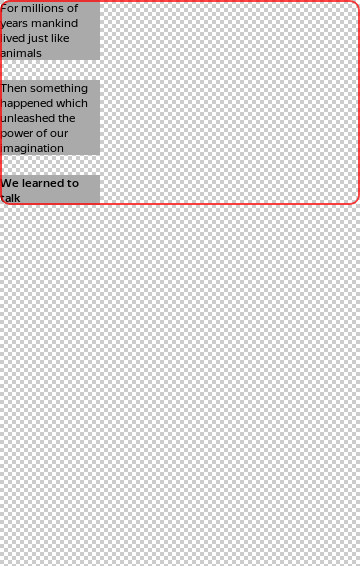 For millions of
years mankind
lived just like
animals
Then something
happened which
unleashed the
power of our
imagination
We learned to
talk